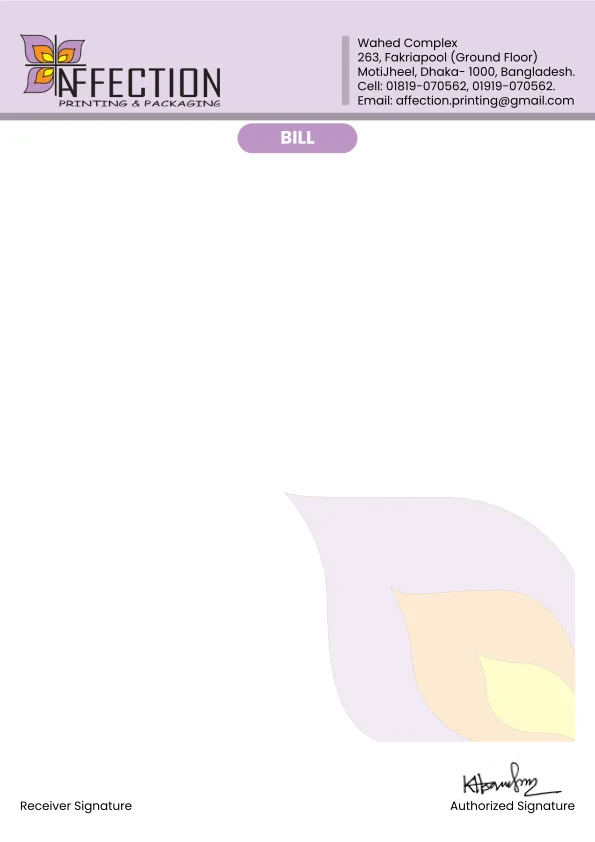 AFFECTION
PRINTING & PACKAGING
Wahed Complex
263, Fakriapool (Ground Floor)
MotiJheel, Dhaka- 1000, Bangladesh.
Cell: 01819-070562, 01919-070562.
Email: affection.printing@gmail.com
BILL
Receiver Signature
Authorized Signature